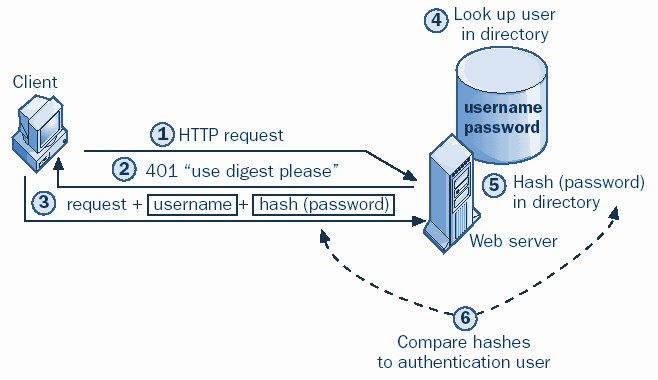 4 Look up user
in directory
Client
username
password
1 HTTP request
2 401 “use digest please”
5 Hash (password)
in directory
3 request + username + hash (password)
Web server
6
Compare hashes
to authentication user